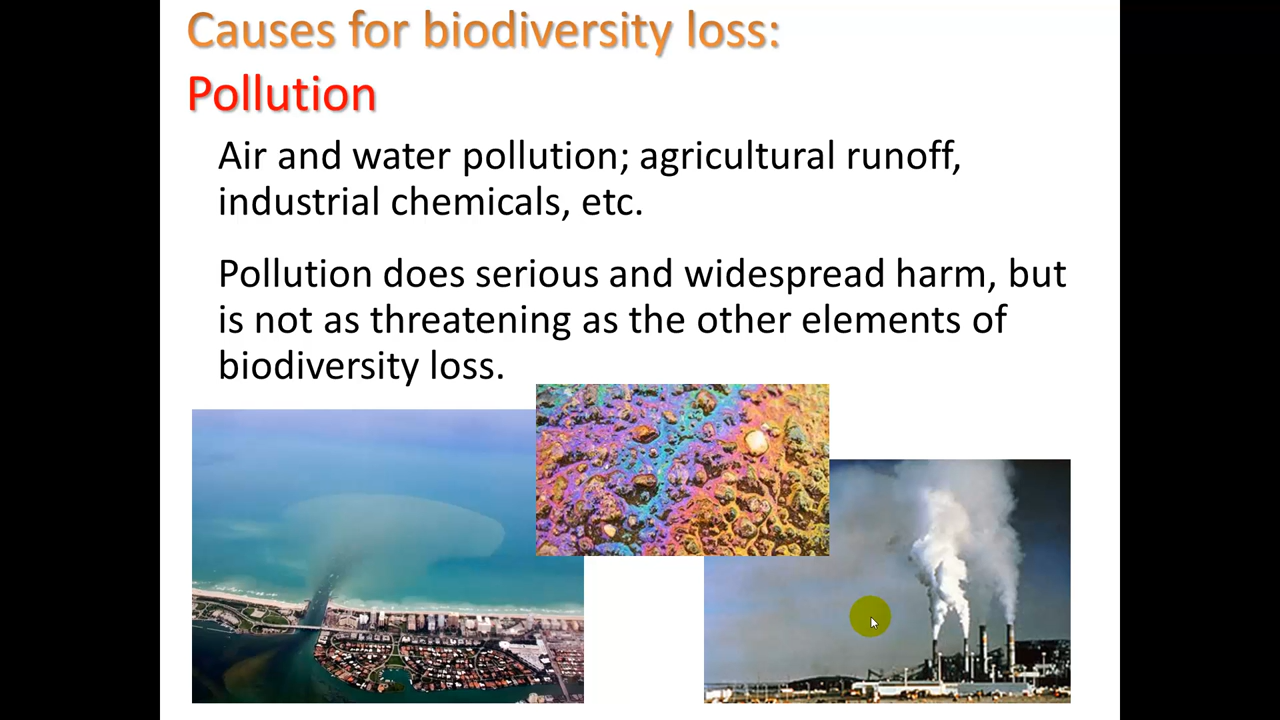 Causes for biodiversity loss:
Pollution
Air and water pollution; agricultural runoff,
industrial chemicals, etc.
Pollution does serious and widespread harm, but
is not as threatening as the other elements of
biodiversity loss.